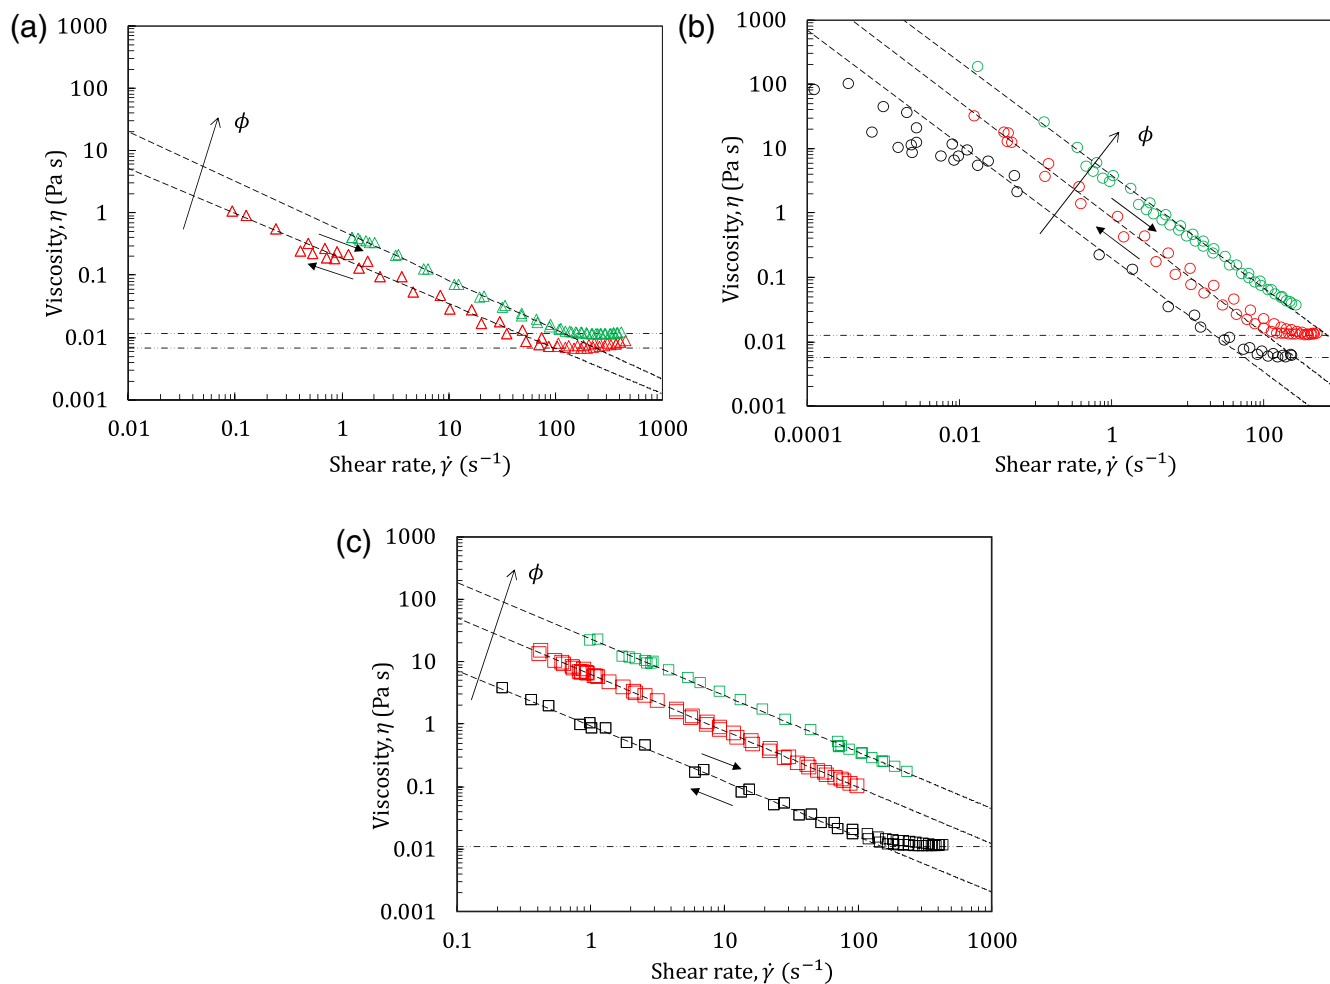 (a)
1000
100
10
1
0.1
0.01
0.001
Viscosity, η (Pa s)
ϕ
0.01 0.1 1 10 100 1000
Shear rate, γ̇ (s⁻¹)
(b)
1000
100
10
1
0.1
0.01
0.001
Viscosity, η (Pa s)
ϕ
0.0001 0.01 1 100
Shear rate, γ̇ (s⁻¹)
(c)
1000
100
10
1
0.1
0.01
0.001
Viscosity, η (Pa s)
ϕ
0.1 1 10 100 1000
Shear rate, γ̇ (s⁻¹)